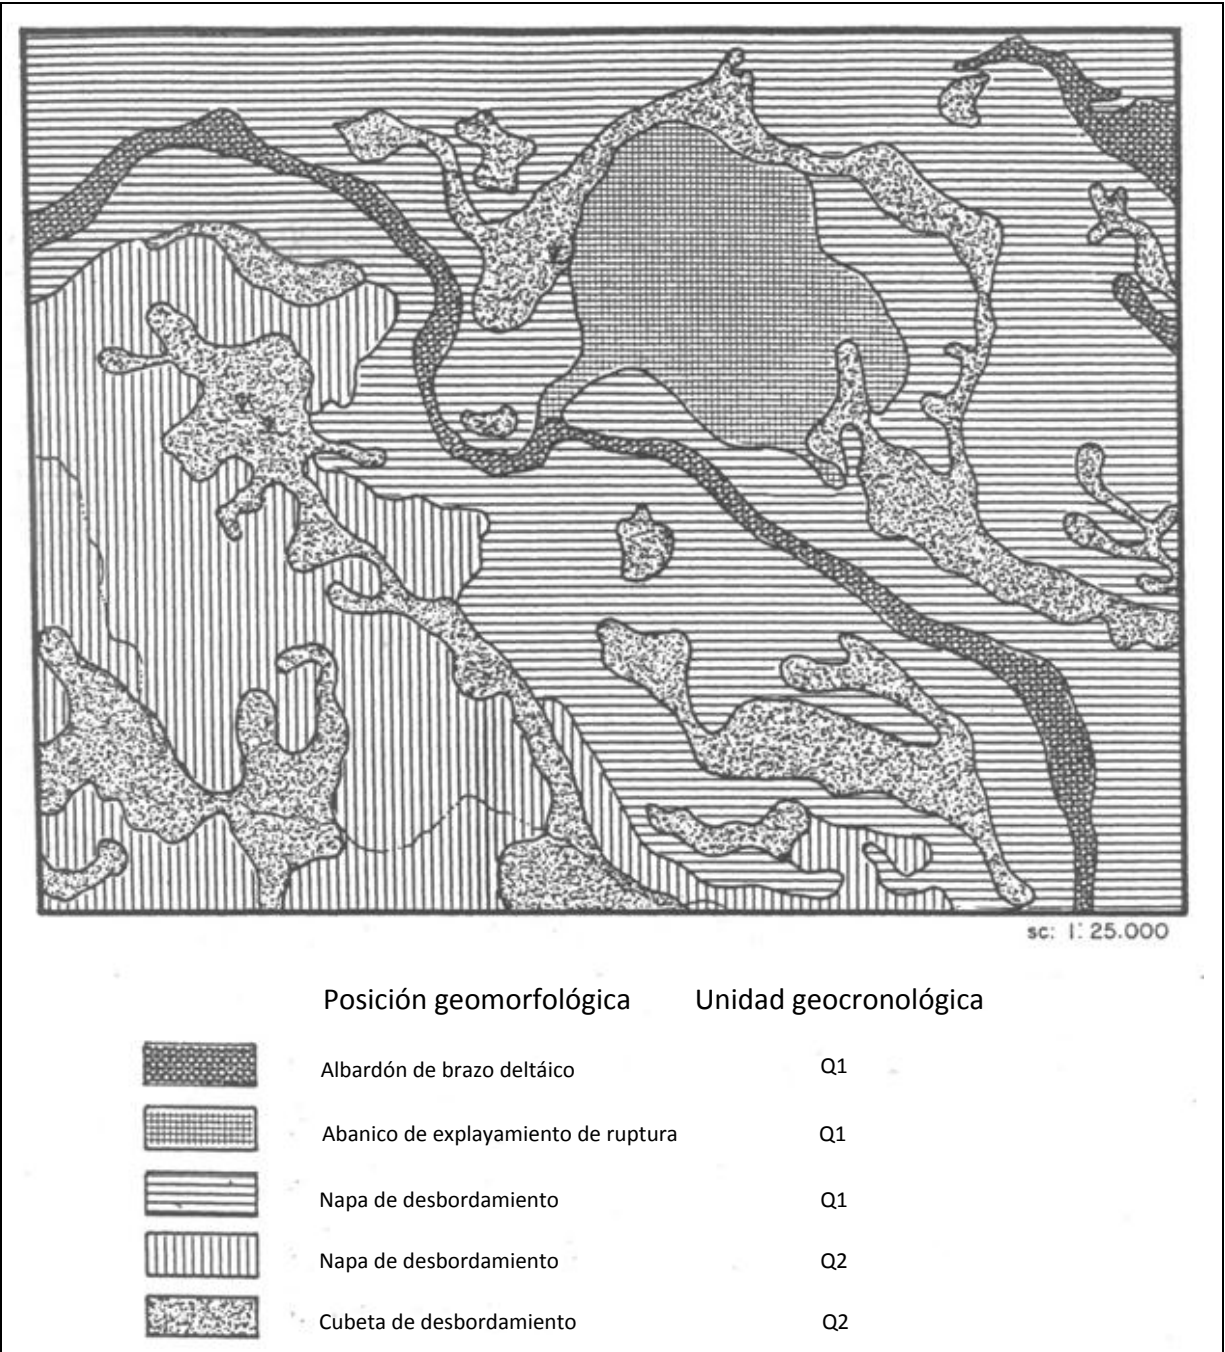 sc: 1:25.000
Posición geomorfológica Unidad geocronológica
Albardón de brazo deltáico Q1
Abanico de explayamiento de ruptura Q1
Napa de desbordamiento Q1
Napa de desbordamiento Q2
Cubeta de desbordamiento Q2